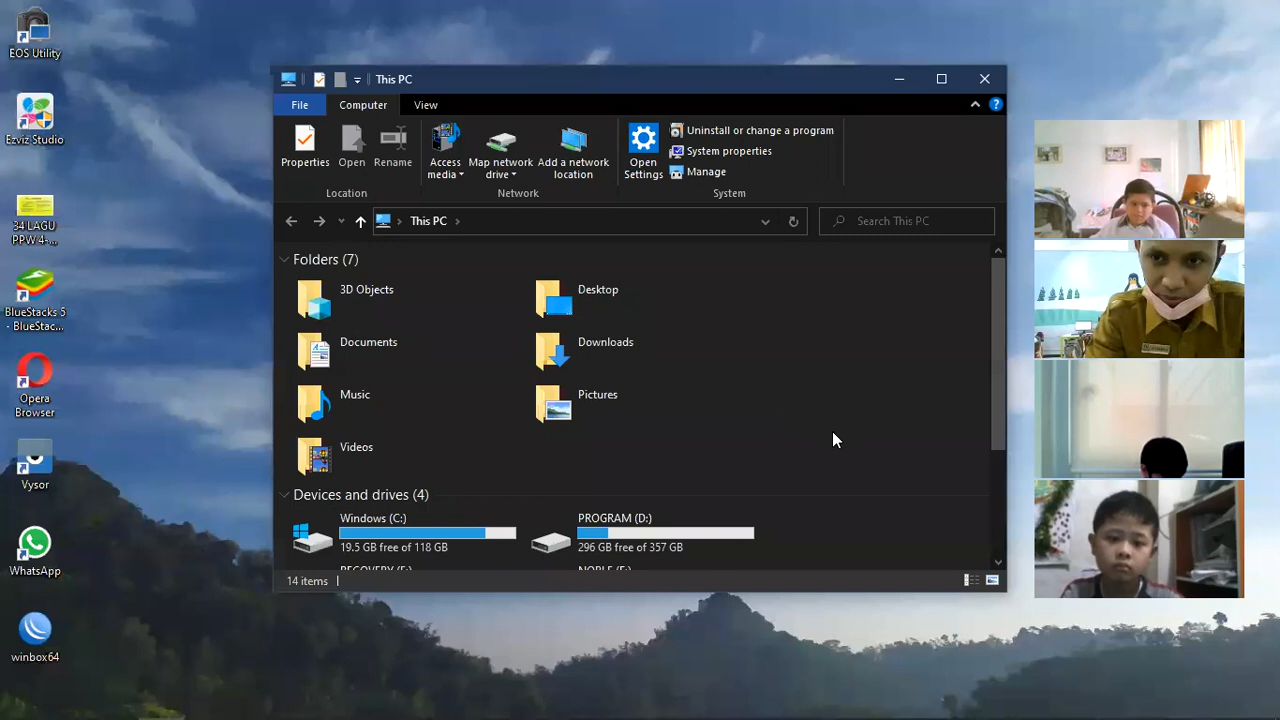 EOS Utility
Ezviz Studio
34 LAGU
PPW 4-...
BlueStacks 5
- BlueStac...
Opera
Browser
Vysor
WhatsApp
winbox64
This PC
File
Computer
View
Properties
Open
Rename
Access
media
Map network
drive
Add a network
location
Open
Settings
Uninstall or change a program
System properties
Manage
Location
Network
System
This PC
Search This PC
Folders (7)
3D Objects
Desktop
Documents
Downloads
Music
Pictures
Videos
Devices and drives (4)
Windows (C:)
19.5 GB free of 118 GB
PROGRAM (D:)
296 GB free of 357 GB
14 items